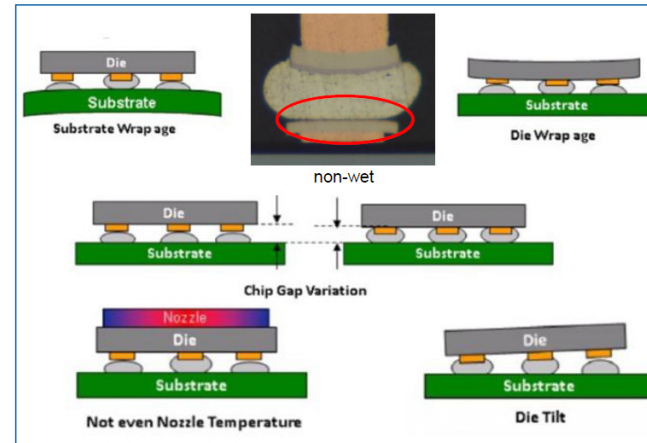 Die
Substrate
Substrate Wrap age
non-wet
Substrate
Die Wrap age
Die
Substrate
Die
Substrate
Chip Gap Variation
Nozzle
Die
Substrate
Not even Nozzle Temperature
Die
Substrate
Die Tilt